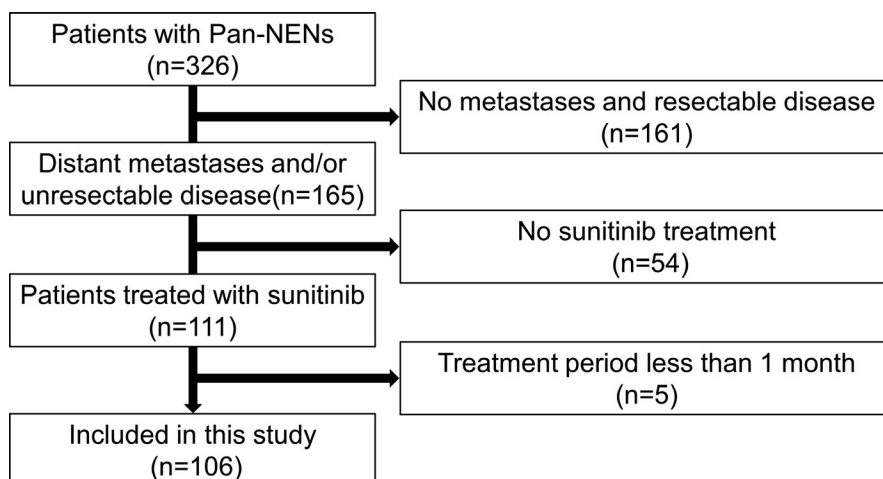 Patients with Pan-NENs
(n=326)
No metastases and resectable disease
(n=161)
Distant metastases and/or
unresectable disease(n=165)
No sunitinib treatment
(n=54)
Patients treated with sunitinib
(n=111)
Treatment period less than 1 month
(n=5)
Included in this study
(n=106)